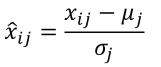 x̂ᵢⱼ = (xᵢⱼ − μⱼ) / σⱼ